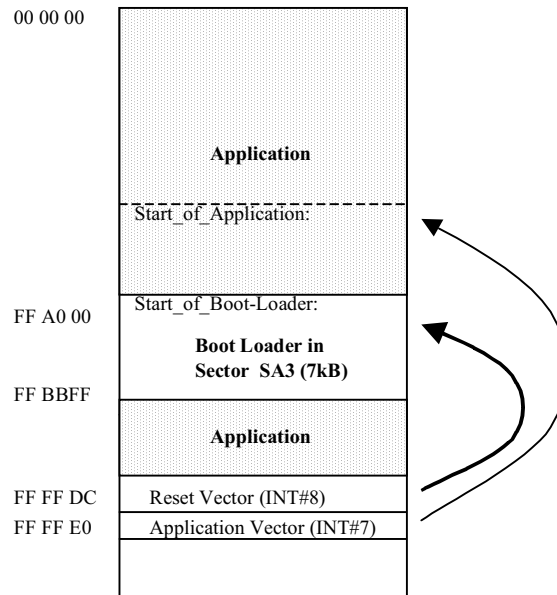 00 00 00
Application
Start_of_Application:
Start_of_Boot-Loader:
FF A0 00
Boot Loader in
Sector SA3 (7kB)
FF BBFF
Application
FF FF DC Reset Vector (INT#8)
FF FF E0 Application Vector (INT#7)